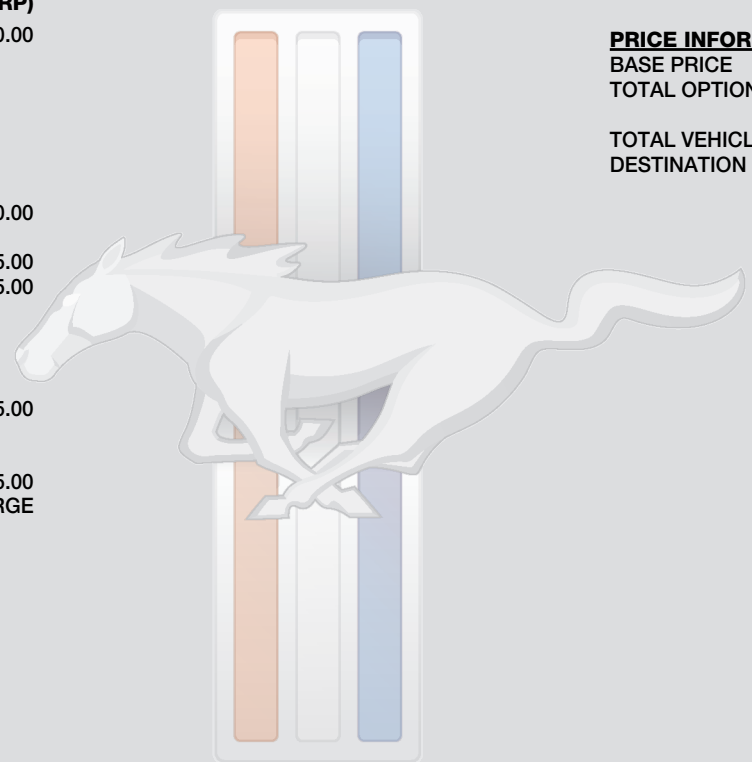 RP)
0.00
0.00
5.00
5.00
5.00
5.00
RGE
PRICE INFOR
BASE PRICE
TOTAL OPTION
TOTAL VEHICL
DESTINATION